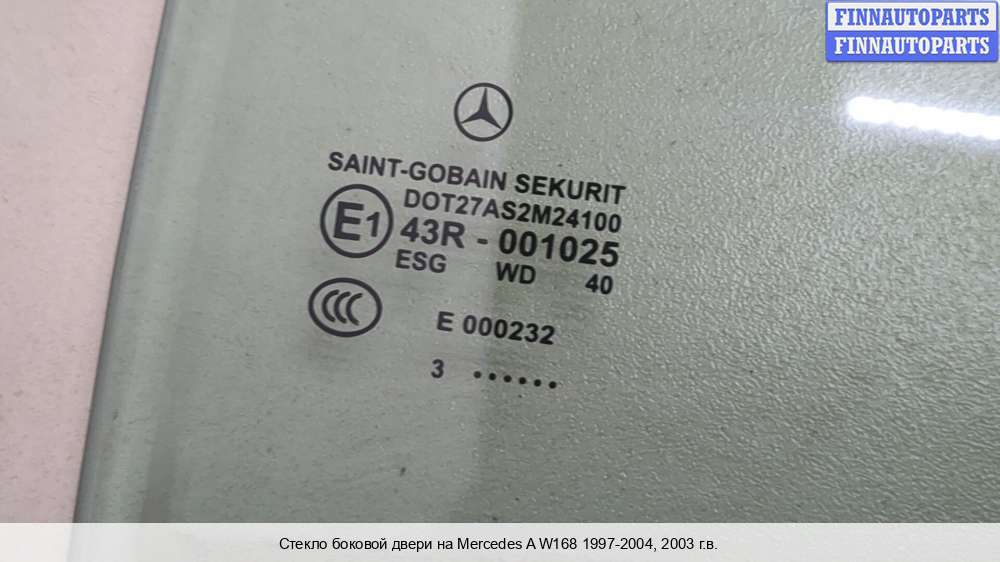 FINNAUTOPARTS
FINNAUTOPARTS
SAINT-GOBAIN SEKURIT
DOT27AS2M24100
E1 43R - 001025
ESG WD 40
CCC
E 000232
3 ......
Стекло боковой двери на Mercedes A W168 1997-2004, 2003 г.в.